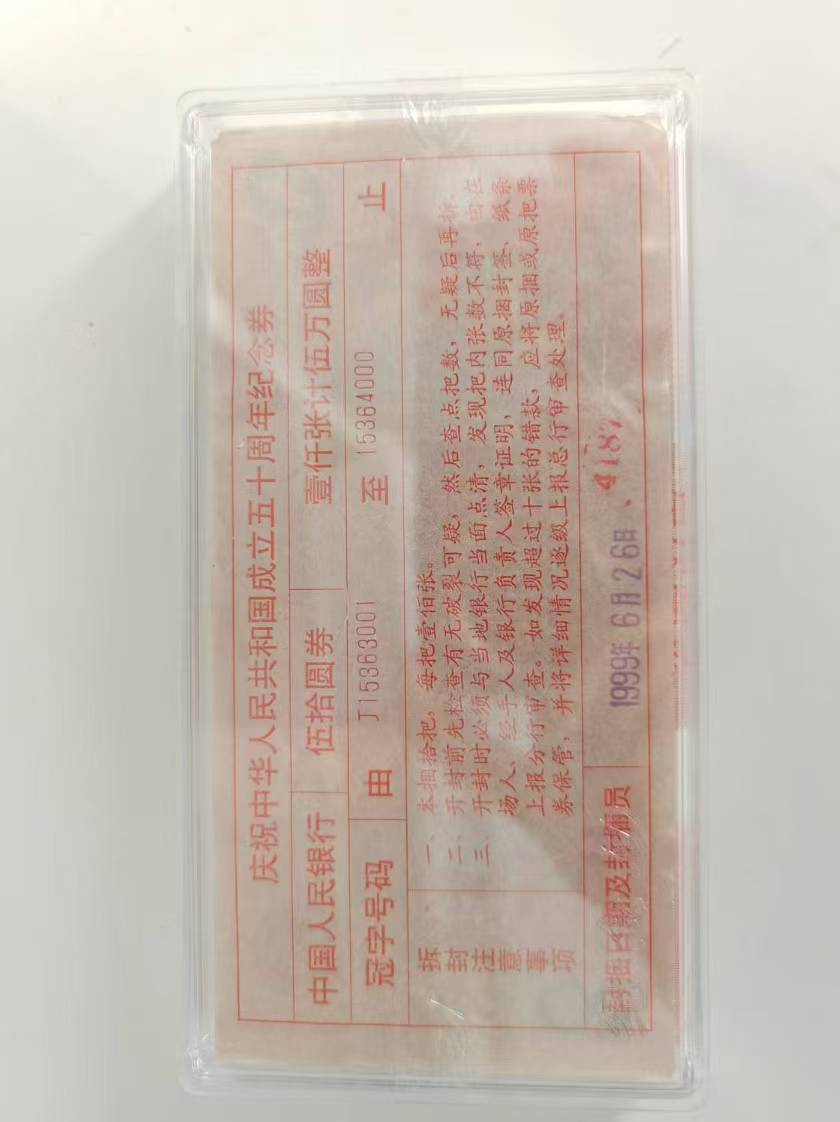 庆祝中华人民共和国成立五十周年纪念券
中国人民银行 伍拾圆券 壹仟张计伍万圆整
冠字号码 由 J15363001 至 15364000 止
拆封注意事项
一、本捆拾把，每把壹佰张。
二、开封前先检查有无破裂可疑，然后查点把数，无疑后再拆。
三、开封时必须与当地银行当面点清，发现把内张数不符，由在
场人、经手人及银行负责人签章证明，连同原捆封签、纸条
上报分行审查。如发现超过十张的错款，应将原捆或原把票
券保管，并将详细情况逐级上报总行审查处理。
封捆日期及封捆员 1999年6月26日、4187